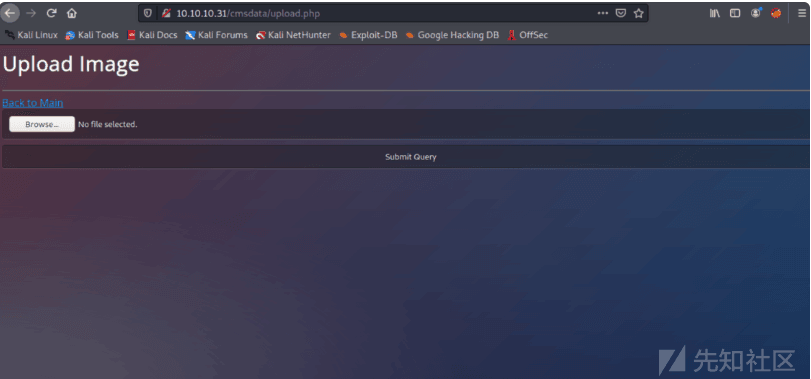 10.10.10.31/cmsdata/upload.php
Kali Linux Kali Tools Kali Docs Kali Forums Kali NetHunter Exploit-DB Google Hacking DB OffSec
Upload Image
Back to Main
Browse... No file selected.
Submit Query
先知社区